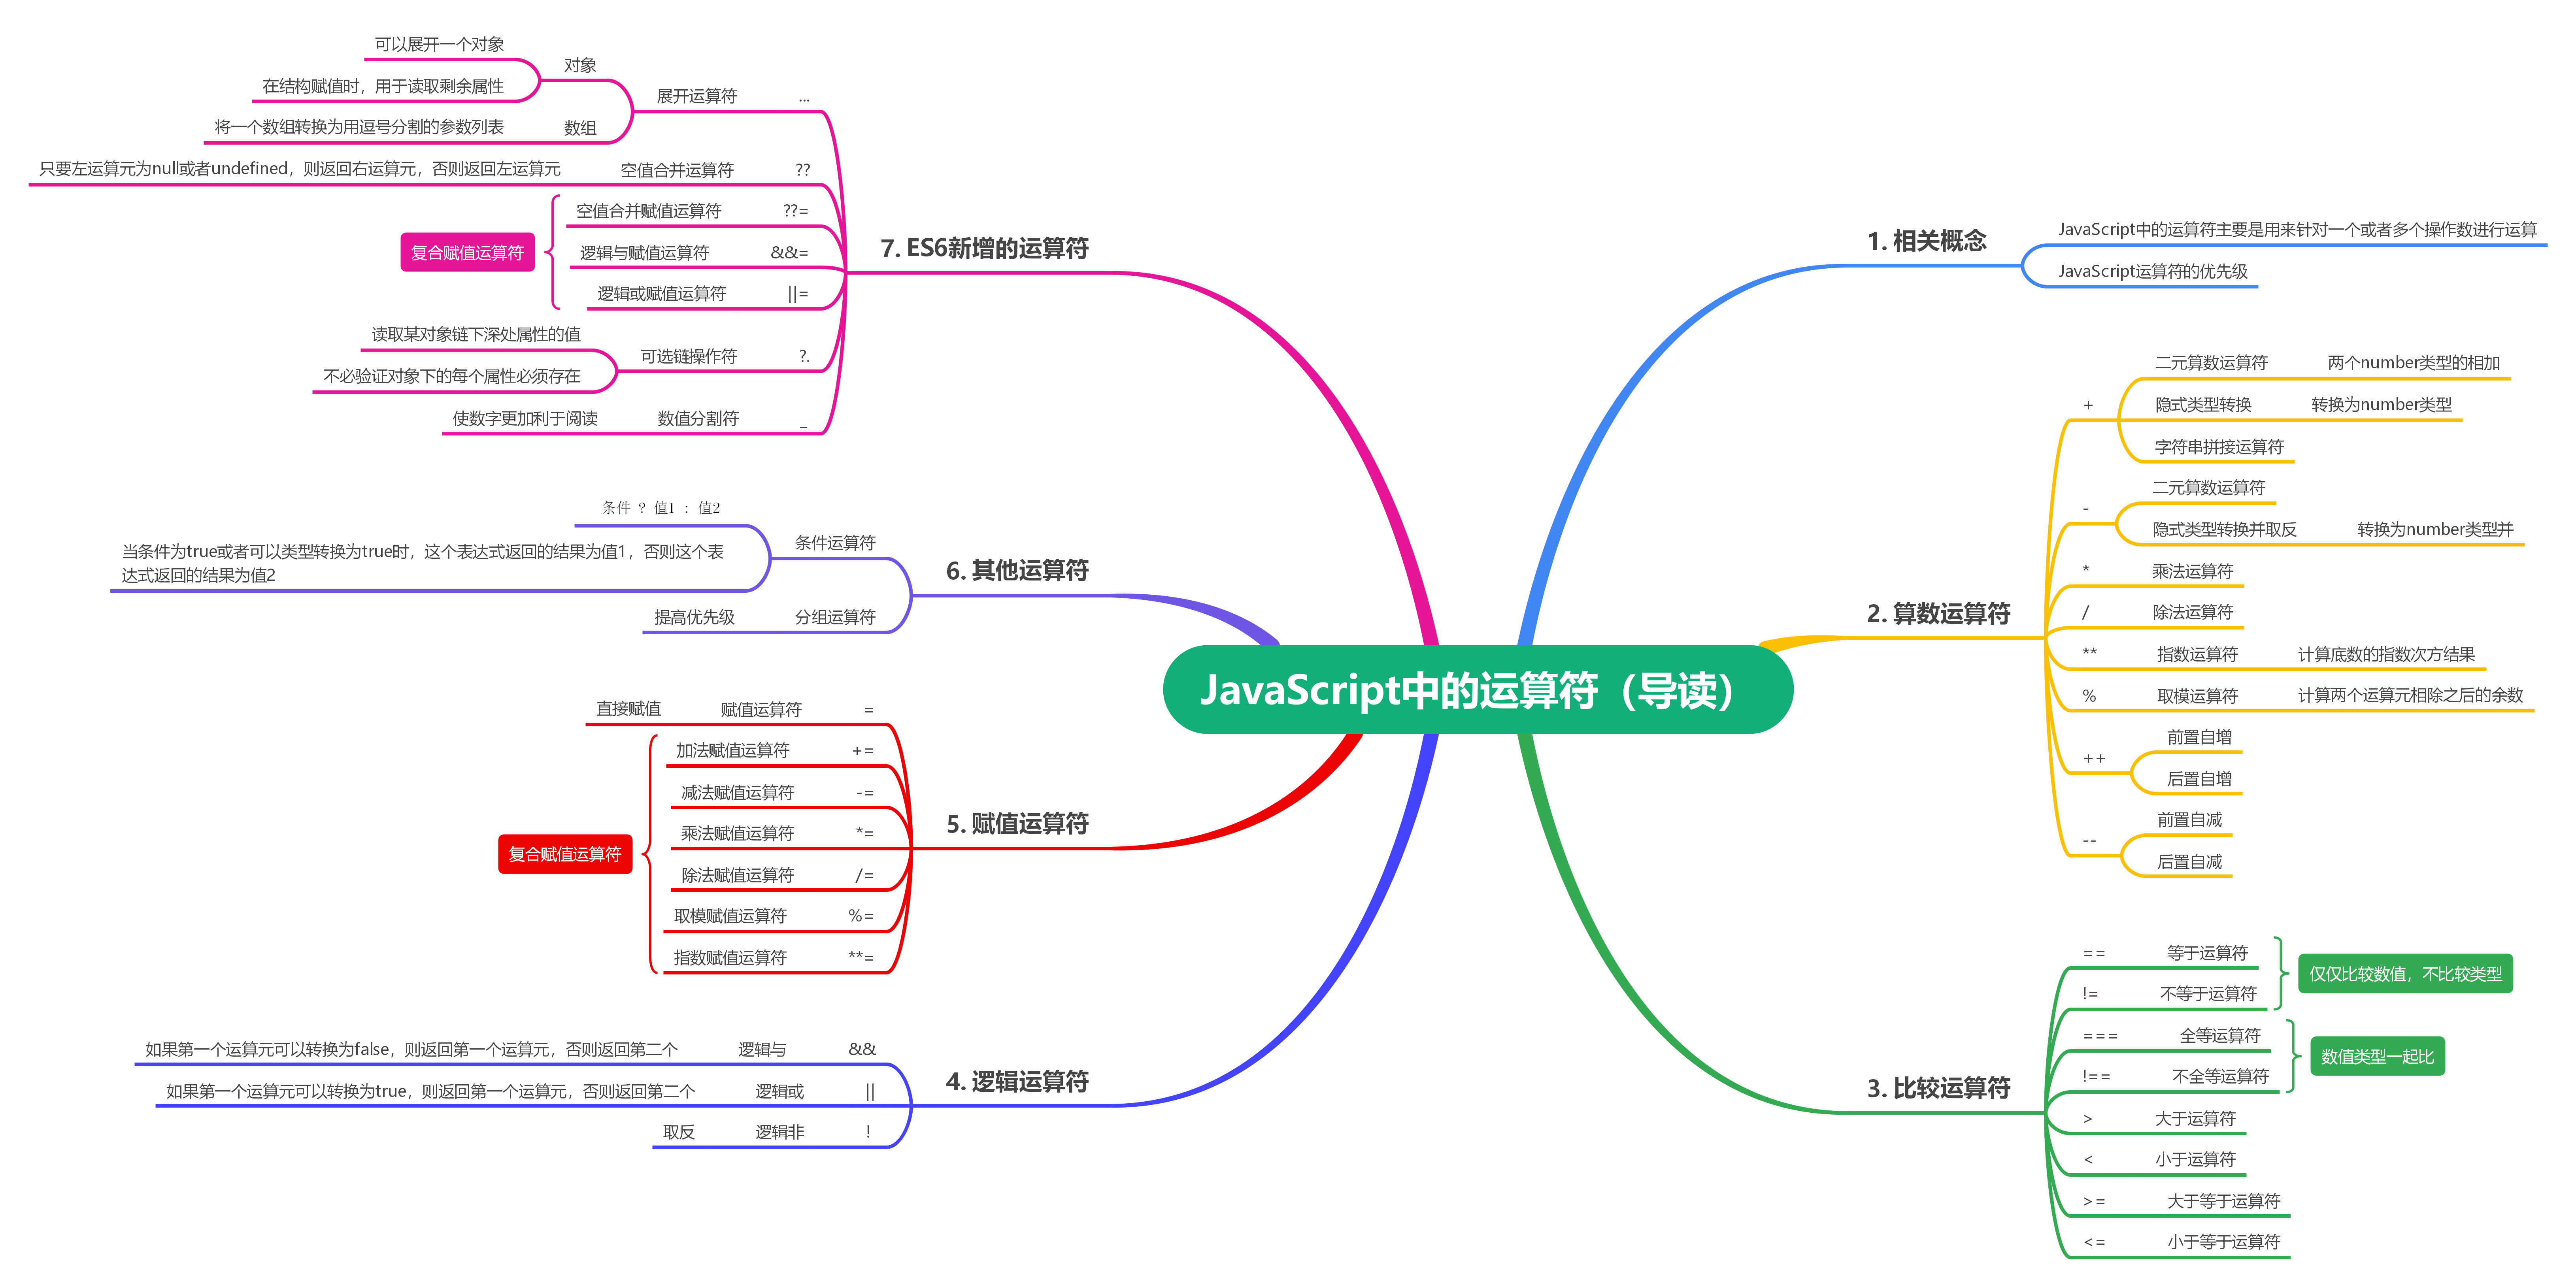 JavaScript中的运算符（导读）
1. 相关概念
JavaScript中的运算符主要是用来针对一个或者多个操作数进行运算
JavaScript运算符的优先级
2. 算数运算符
+
二元算数运算符 两个number类型的相加
隐式类型转换 转换为number类型
字符串拼接运算符
-
二元算数运算符
隐式类型转换并取反 转换为number类型并
* 乘法运算符
/ 除法运算符
** 指数运算符 计算底数的指数次方结果
% 取模运算符 计算两个运算元相除之后的余数
++
前置自增
后置自增
--
前置自减
后置自减
3. 比较运算符
== 等于运算符
!= 不等于运算符
仅仅比较数值，不比较类型
=== 全等运算符
!== 不全等运算符
数值类型一起比
> 大于运算符
< 小于运算符
>= 大于等于运算符
<= 小于等于运算符
4. 逻辑运算符
如果第一个运算元可以转换为false，则返回第一个运算元，否则返回第二个 逻辑与 &&
如果第一个运算元可以转换为true，则返回第一个运算元，否则返回第二个 逻辑或 ||
取反 逻辑非 !
5. 赋值运算符
直接赋值 赋值运算符 =
加法赋值运算符 +=
减法赋值运算符 -=
乘法赋值运算符 *=
除法赋值运算符 /=
取模赋值运算符 %=
指数赋值运算符 **=
复合赋值运算符
6. 其他运算符
条件运算符
条件 ? 值1 : 值2
当条件为true或者可以类型转换为true时，这个表达式返回的结果为值1，否则这个表
达式返回的结果为值2
提高优先级 分组运算符
7. ES6新增的运算符
展开运算符 ...
对象
可以展开一个对象
在结构赋值时，用于读取剩余属性
将一个数组转换为用逗号分割的参数列表 数组
只要左运算元为null或者undefined，则返回右运算元，否则返回左运算元 空值合并运算符 ??
空值合并赋值运算符 ??=
逻辑与赋值运算符 &&=
逻辑或赋值运算符 ||=
复合赋值运算符
可选链操作符 ?.
读取某对象链下深处属性的值
不必验证对象下的每个属性必须存在
使数字更加利于阅读 数值分割符 _